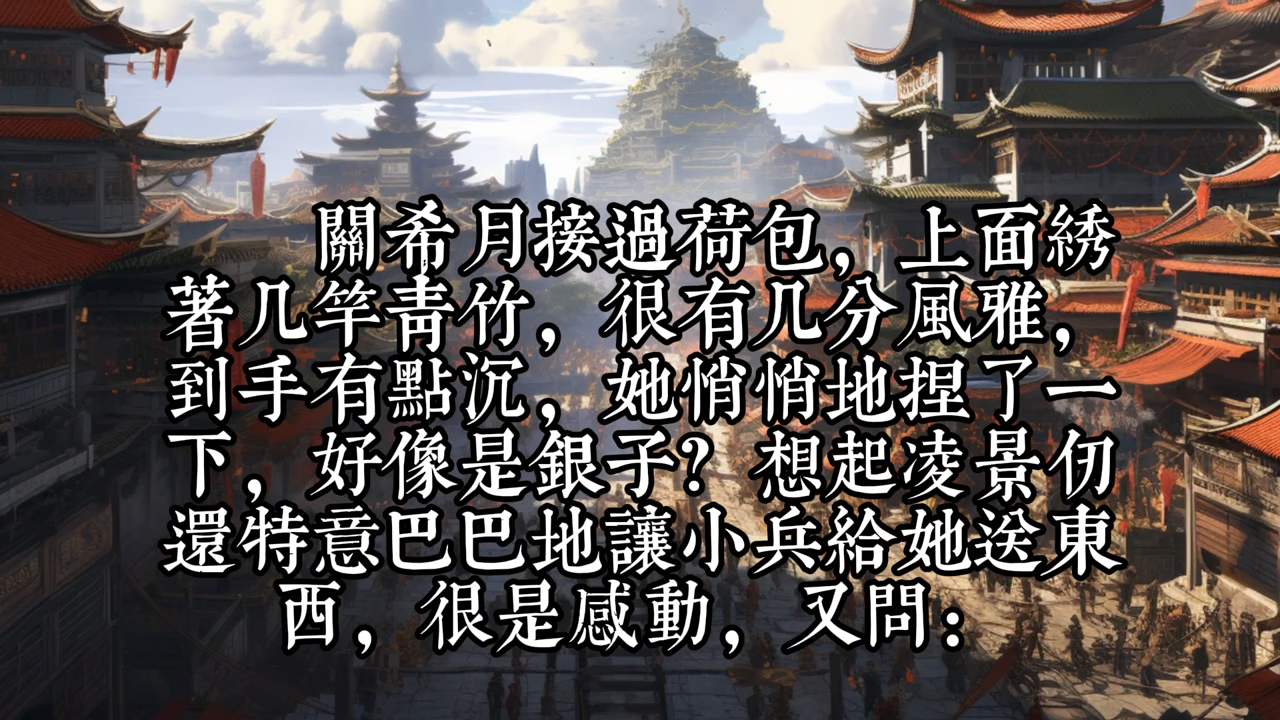 關希月接過荷包，上面綉
著几竿青竹，很有几分風雅，
到手有點沉，她悄悄地捏了一
下，好像是銀子？想起凌景仞
還特意巴巴地讓小兵給她送東
西，很是感動，又問：